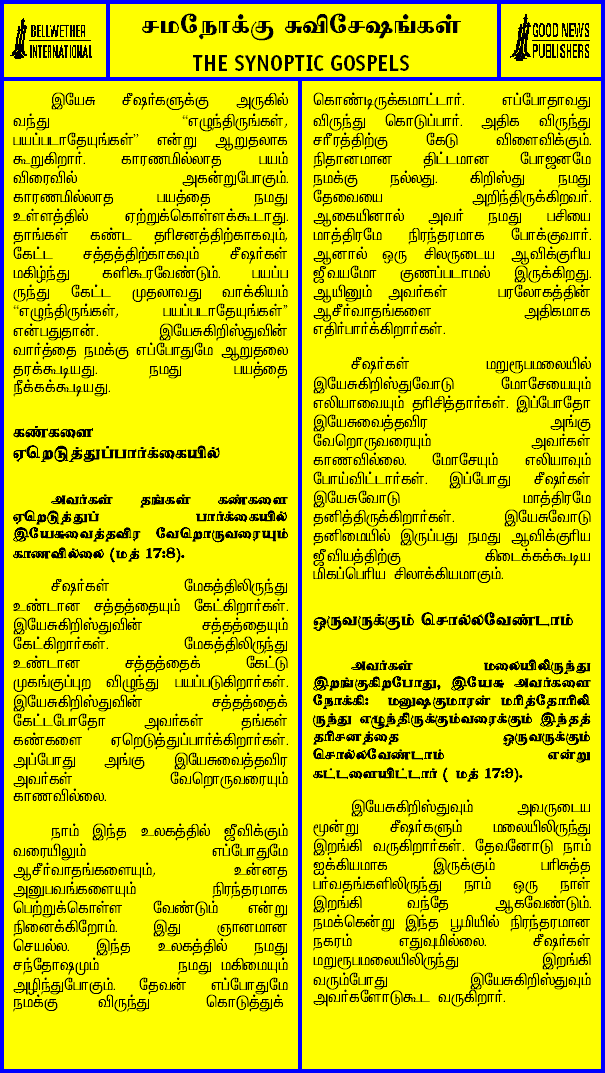 BELLWETHER
INTERNATIONAL
சமநோக்கு சுவிசேஷங்கள்
THE SYNOPTIC GOSPELS
GOOD NEWS
PUBLISHERS
இயேசு சீஷர்களுக்கு அருகில்
வந்து “எழுந்திருங்கள்,
பயப்படாதேயுங்கள்” என்று ஆறுதலாக
கூறுகிறார். காரணமில்லாத பயம்
விரைவில் அகன்றுபோகும்.
காரணமில்லாத பயத்தை நமது
உள்ளத்தில் ஏற்றுக்கொள்ளக்கூடாது.
தாங்கள் கண்ட தரிசனத்திற்காகவும்,
கேட்ட சத்தத்திற்காகவும் சீஷர்கள்
மகிழ்ந்து களிகூரவேண்டும். பயப்ப
ருந்து கேட்ட முதலாவது வாக்கியம்
“எழுந்திருங்கள், பயப்படாதேயுங்கள்”
என்பதுதான். இயேசுகிறிஸ்துவின்
வார்த்தை நமக்கு எப்போதுமே ஆறுதலை
தரக்கூடியது. நமது பயத்தை
நீக்கக்கூடியது.
கண்களை
ஏறெடுத்துப்பார்க்கையில்
அவர்கள் தங்கள் கண்களை
ஏறெடுத்துப் பார்க்கையில்
இயேசுவைத்தவிர வேறொருவரையும்
காணவில்லை (மத் 17:8).
சீஷர்கள் மேகத்திலிருந்து
உண்டான சத்தத்தையும் கேட்கிறார்கள்.
இயேசுகிறிஸ்துவின் சத்தத்தையும்
கேட்கிறார்கள். மேகத்திலிருந்து
உண்டான சத்தத்தைக் கேட்டு
முகங்குப்புற விழுந்து பயப்படுகிறார்கள்.
இயேசுகிறிஸ்துவின் சத்தத்தைக்
கேட்டபோதோ அவர்கள் தங்கள்
கண்களை ஏறெடுத்துப்பார்க்கிறார்கள்.
அப்போது அங்கு இயேசுவைத்தவிர
அவர்கள் வேறொருவரையும்
காணவில்லை.
நாம் இந்த உலகத்தில் ஜீவிக்கும்
வரையிலும் எப்போதுமே
ஆசீர்வாதங்களையும், உன்னத
அனுபவங்களையும் நிரந்தரமாக
பெற்றுக்கொள்ள வேண்டும் என்று
நினைக்கிறோம். இது ஞானமான
செயல்ல. இந்த உலகத்தில் நமது
சந்தோஷமும் நமது மகிமையும்
அழிந்துபோகும். தேவன் எப்போதுமே
நமக்கு விருந்து கொடுத்துக்
கொண்டிருக்கமாட்டார். எப்போதாவது
விருந்து கொடுப்பார். அதிக விருந்து
சரீரத்திற்கு கேடு விளைவிக்கும்.
நிதானமான திட்டமான போஜனமே
நமக்கு நல்லது. கிறிஸ்து நமது
தேவையை அறிந்திருக்கிறவர்.
ஆகையினால் அவர் நமது பசியை
மாத்திரமே நிரந்தரமாக போக்குவார்.
ஆனால் ஒரு சிலருடைய ஆவிக்குரிய
ஜீவயமோ குணப்படாமல் இருக்கிறது.
ஆயினும் அவர்கள் பரலோகத்தின்
ஆசீர்வாதங்களை அதிகமாக
எதிர்பார்க்கிறார்கள்.
சீஷர்கள் மறுரூபமலையில்
இயேசுகிறிஸ்துவோடு மோசேயையும்
எலியாவையும் தரிசித்தார்கள். இப்போதோ
இயேசுவைத்தவிர அங்கு
வேறொருவரையும் அவர்கள்
காணவில்லை. மோசேயும் எலியாவும்
போய்விட்டார்கள். இப்போது சீஷர்கள்
இயேசுவோடு மாத்திரமே
தனித்திருக்கிறார்கள். இயேசுவோடு
தனிமையில் இருப்பது நமது ஆவிக்குரிய
ஜீவியத்திற்கு கிடைக்கக்கூடிய
மிகப்பெரிய சிலாக்கியமாகும்.
ஒருவருக்கும் சொல்லவேண்டாம்
அவர்கள் மலையிலிருந்து
இறங்குகிறபோது, இயேசு அவர்களை
நோக்கி: மனுஷகுமாரன் மரித்தோரிலி
ருந்து எழுந்திருக்கும்வரைக்கும் இந்தத்
தரிசனத்தை ஒருவருக்கும்
சொல்லவேண்டாம் என்று
கட்டளையிட்டார் ( மத் 17:9).
இயேசுகிறிஸ்துவும் அவருடைய
மூன்று சீஷர்களும் மலையிலிருந்து
இறங்கி வருகிறார்கள். தேவனோடு நாம்
ஐக்கியமாக இருக்கும் பரிசுத்த
பர்வதங்களிலிருந்து நாம் ஒரு நாள்
இறங்கி வந்தே ஆகவேண்டும்.
நமக்கென்று இந்த பூமியில் நிரந்தரமான
நகரம் எதுவுமில்லை. சீஷர்கள்
மறுரூபமலையிலிருந்து இறங்கி
வரும்போது இயேசுகிறிஸ்துவும்
அவர்களோடுகூட வருகிறார்.